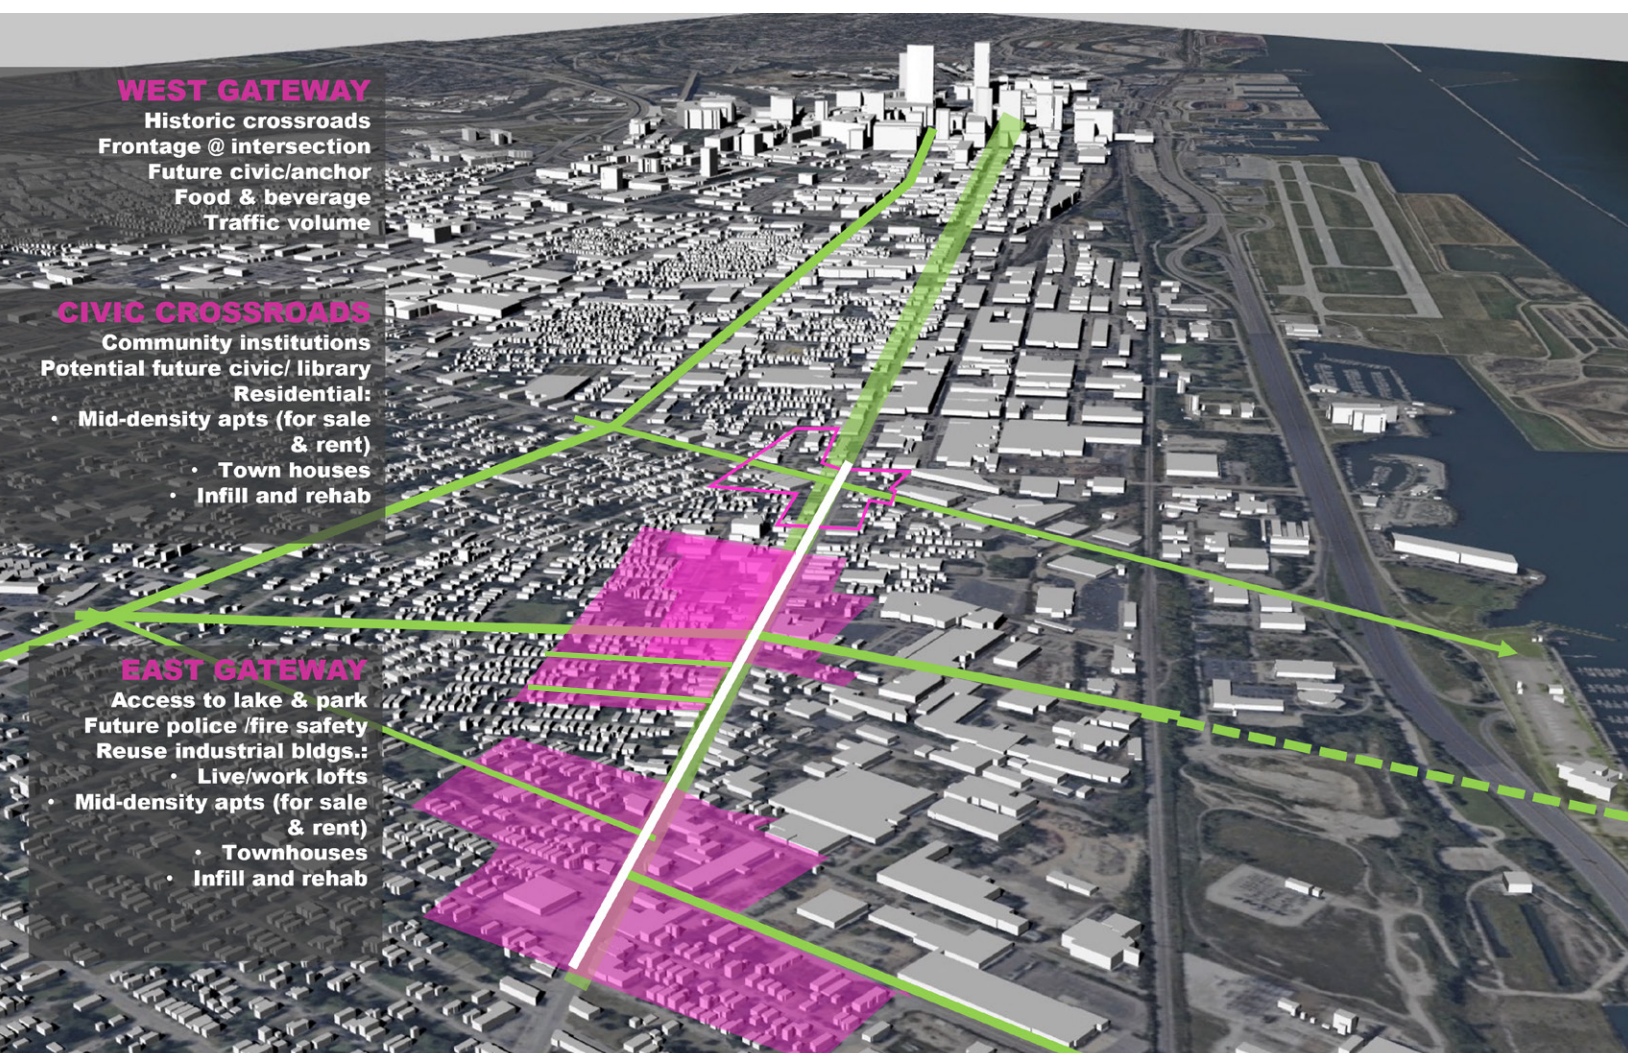 WEST GATEWAY
Historic crossroads
Frontage @ intersection
Future civic/anchor
Food & beverage
Traffic volume
CIVIC CROSSROADS
Community institutions
Potential future civic/ library
Residential:
• Mid-density apts (for sale
& rent)
• Town houses
• Infill and rehab
EAST GATEWAY
Access to lake & park
Future police /fire safety
Reuse industrial bldgs.:
• Live/work lofts
• Mid-density apts (for sale
& rent)
• Townhouses
• Infill and rehab